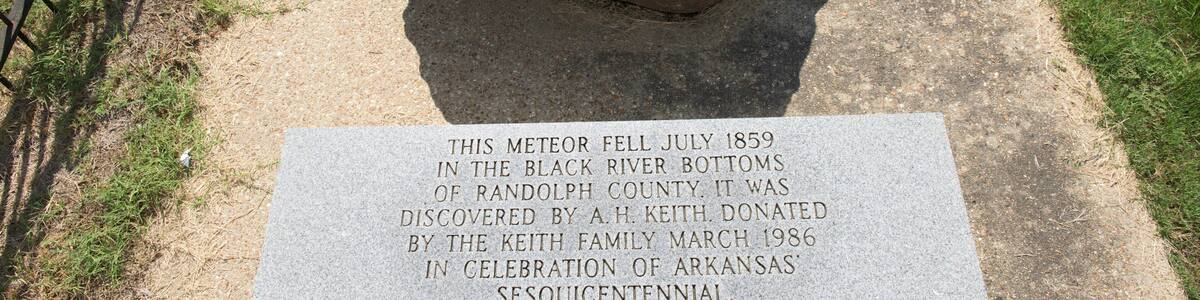 THIS METEOR FELL JULY 1859
IN THE BLACK RIVER BOTTOMS
OF RANDOLPH COUNTY. IT WAS
DISCOVERED BY A. H. KEITH. DONATED
BY THE KEITH FAMILY MARCH 1986
IN CELEBRATION OF ARKANSAS'
SESQUICENTENNIAL